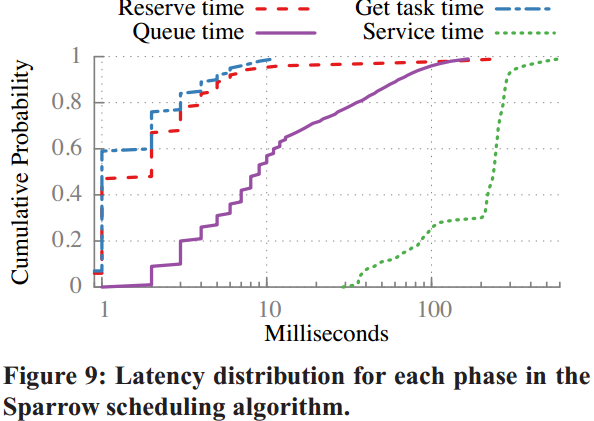 Reserve time Get task time
Queue time Service time
Cumulative Probability
1
0.8
0.6
0.4
0.2
0
1 10 100
Milliseconds
Figure 9: Latency distribution for each phase in the
Sparrow scheduling algorithm.